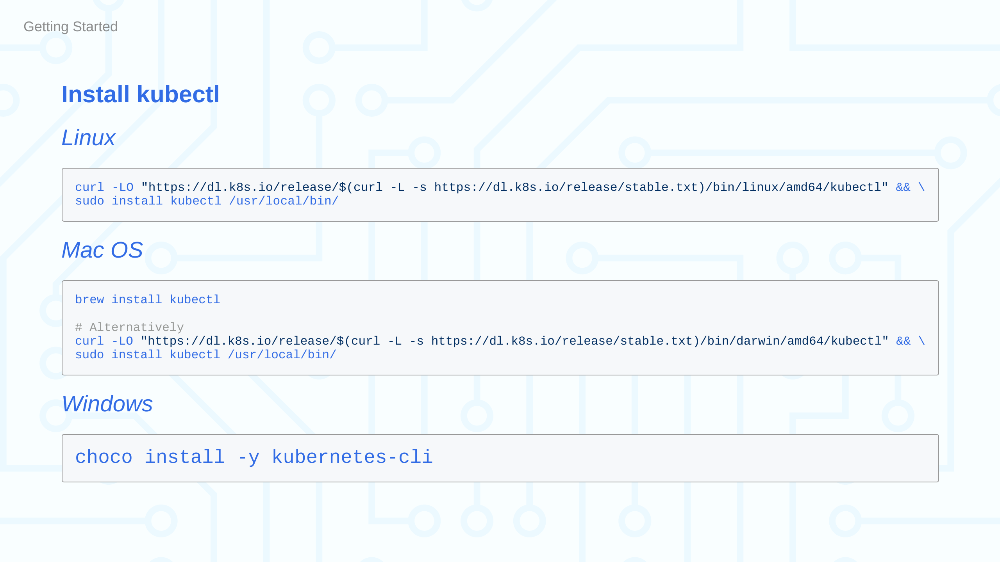 Getting Started
Install kubectl
Linux
curl -LO "https://dl.k8s.io/release/$(curl -L -s https://dl.k8s.io/release/stable.txt)/bin/linux/amd64/kubectl" && \
sudo install kubectl /usr/local/bin/
Mac OS
brew install kubectl
# Alternatively
curl -LO "https://dl.k8s.io/release/$(curl -L -s https://dl.k8s.io/release/stable.txt)/bin/darwin/amd64/kubectl" && \
sudo install kubectl /usr/local/bin/
Windows
choco install -y kubernetes-cli